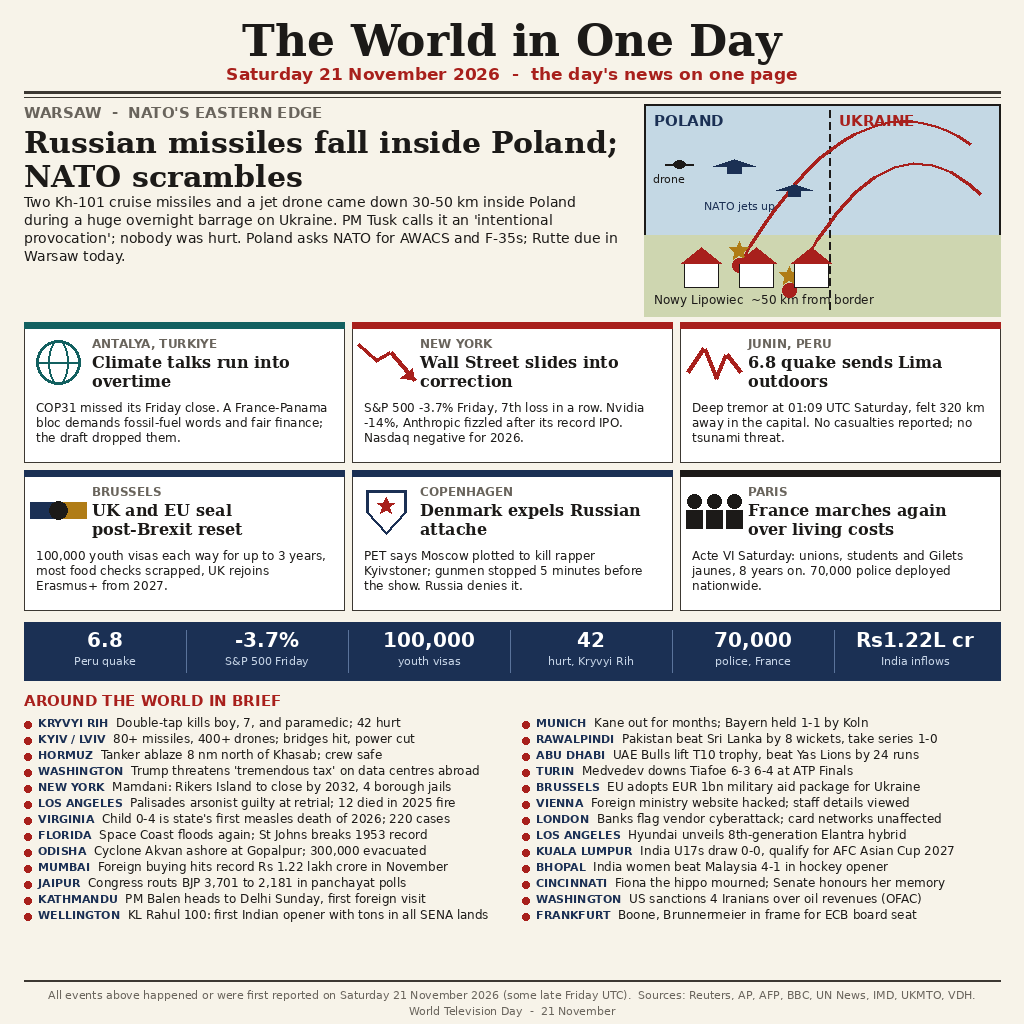 The World in One Day
Saturday 21 November 2026 - the day's news on one page
WARSAW - NATO'S EASTERN EDGE
Russian missiles fall inside Poland;
NATO scrambles
Two Kh-101 cruise missiles and a jet drone came down 30-50 km inside Poland
during a huge overnight barrage on Ukraine. PM Tusk calls it an 'intentional
provocation'; nobody was hurt. Poland asks NATO for AWACS and F-35s; Rutte due in
Warsaw today.
POLAND
UKRAINE
drone
NATO jets up
Nowy Lipowiec ~50 km from border
ANTALYA, TURKIYE
Climate talks run into
overtime
COP31 missed its Friday close. A France-Panama
bloc demands fossil-fuel words and fair finance;
the draft dropped them.
NEW YORK
Wall Street slides into
correction
S&P 500 -3.7% Friday, 7th loss in a row. Nvidia
-14%, Anthropic fizzled after its record IPO.
Nasdaq negative for 2026.
JUNIN, PERU
6.8 quake sends Lima
outdoors
Deep tremor at 01:09 UTC Saturday, felt 320 km
away in the capital. No casualties reported; no
tsunami threat.
BRUSSELS
UK and EU seal
post-Brexit reset
100,000 youth visas each way for up to 3 years,
most food checks scrapped, UK rejoins
Erasmus+ from 2027.
COPENHAGEN
Denmark expels Russian
attache
PET says Moscow plotted to kill rapper
Kyivstoner; gunmen stopped 5 minutes before
the show. Russia denies it.
PARIS
France marches again
over living costs
Acte VI Saturday: unions, students and Gilets
jaunes, 8 years on. 70,000 police deployed
nationwide.
6.8
Peru quake
-3.7%
S&P 500 Friday
100,000
youth visas
42
hurt, Kryvyi Rih
70,000
police, France
Rs1.22L cr
India inflows
AROUND THE WORLD IN BRIEF
KRYVYI RIH Double-tap kills boy, 7, and paramedic; 42 hurt
KYIV / LVIV 80+ missiles, 400+ drones; bridges hit, power cut
HORMUZ Tanker ablaze 8 nm north of Khasab; crew safe
WASHINGTON Trump threatens 'tremendous tax' on data centres abroad
NEW YORK Mamdani: Rikers Island to close by 2032, 4 borough jails
LOS ANGELES Palisades arsonist guilty at retrial; 12 died in 2025 fire
VIRGINIA Child 0-4 is state's first measles death of 2026; 220 cases
FLORIDA Space Coast floods again; St Johns breaks 1953 record
ODISHA Cyclone Akvan ashore at Gopalpur; 300,000 evacuated
MUMBAI Foreign buying hits record Rs 1.22 lakh crore in November
JAIPUR Congress routs BJP 3,701 to 2,181 in panchayat polls
KATHMANDU PM Balen heads to Delhi Sunday, first foreign visit
WELLINGTON KL Rahul 100: first Indian opener with tons in all SENA lands
MUNICH Kane out for months; Bayern held 1-1 by Koln
RAWALPINDI Pakistan beat Sri Lanka by 8 wickets, take series 1-0
ABU DHABI UAE Bulls lift T10 trophy, beat Yas Lions by 24 runs
TURIN Medvedev downs Tiafoe 6-3 6-4 at ATP Finals
BRUSSELS EU adopts EUR 1bn military aid package for Ukraine
VIENNA Foreign ministry website hacked; staff details viewed
LONDON Banks flag vendor cyberattack; card networks unaffected
LOS ANGELES Hyundai unveils 8th-generation Elantra hybrid
KUALA LUMPUR India U17s draw 0-0, qualify for AFC Asian Cup 2027
BHOPAL India women beat Malaysia 4-1 in hockey opener
CINCINNATI Fiona the hippo mourned; Senate honours her memory
WASHINGTON US sanctions 4 Iranians over oil revenues (OFAC)
FRANKFURT Boone, Brunnermeier in frame for ECB board seat
All events above happened or were first reported on Saturday 21 November 2026 (some late Friday UTC). Sources: Reuters, AP, AFP, BBC, UN News, IMD, UKMTO, VDH.
World Television Day - 21 November